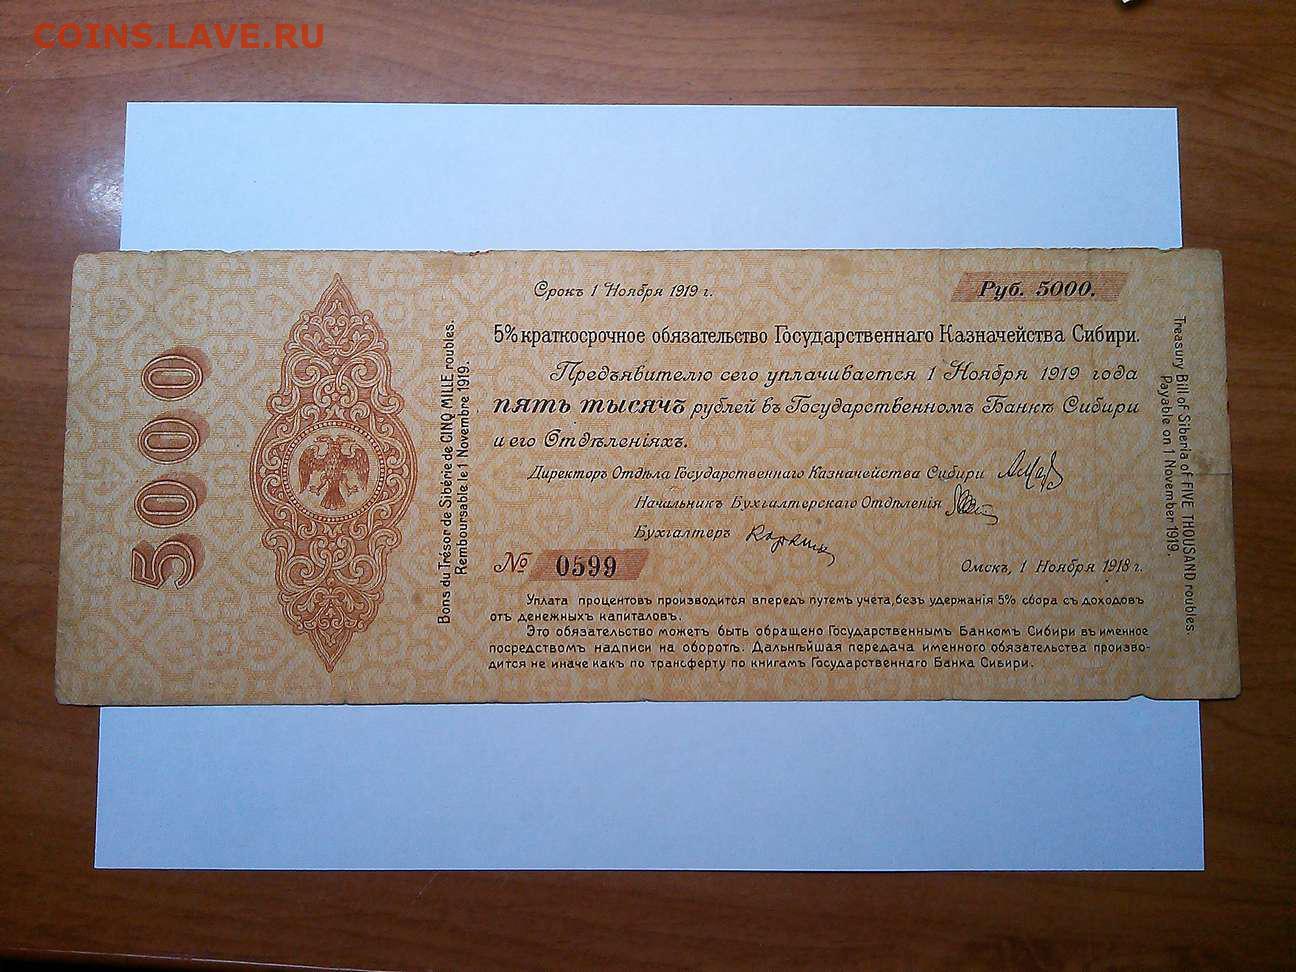 COINS.LAVE.RU
5000
Bons du Trésor de Sibérie de CINQ MILLE roubles.
Remboursable le 1 Novembre 1919.
Срокъ 1 Ноября 1919 г.
Руб. 5000.
5% краткосрочное обязательство Государственнаго Казначейства Сибири.
Предъявителю сего уплачивается 1 Ноября 1919 года
пять тысячъ рублей въ Государственномъ Банкѣ Сибири
и его Отдѣленіяхъ.
Директоръ Отдѣла Государственнаго Казначейства Сибири
Начальникъ Бухгалтерскаго Отдѣленія
Бухгалтеръ
№ 0599
Омскъ, 1 Ноября 1918 г.
Уплата процентовъ производится впередъ путемъ учета, безъ удержанія 5% сбора съ доходовъ
отъ денежныхъ капиталовъ.
Это обязательство можетъ быть обращено Государственнымъ Банкомъ Сибири въ именное
посредствомъ надписи на оборотѣ. Дальнѣйшая передача именного обязательства произво-
дится не иначе какъ по трансферту по книгамъ Государственнаго Банка Сибири.
Treasury Bill of Siberia of FIVE THOUSAND roubles.
Payable on 1 November 1919.